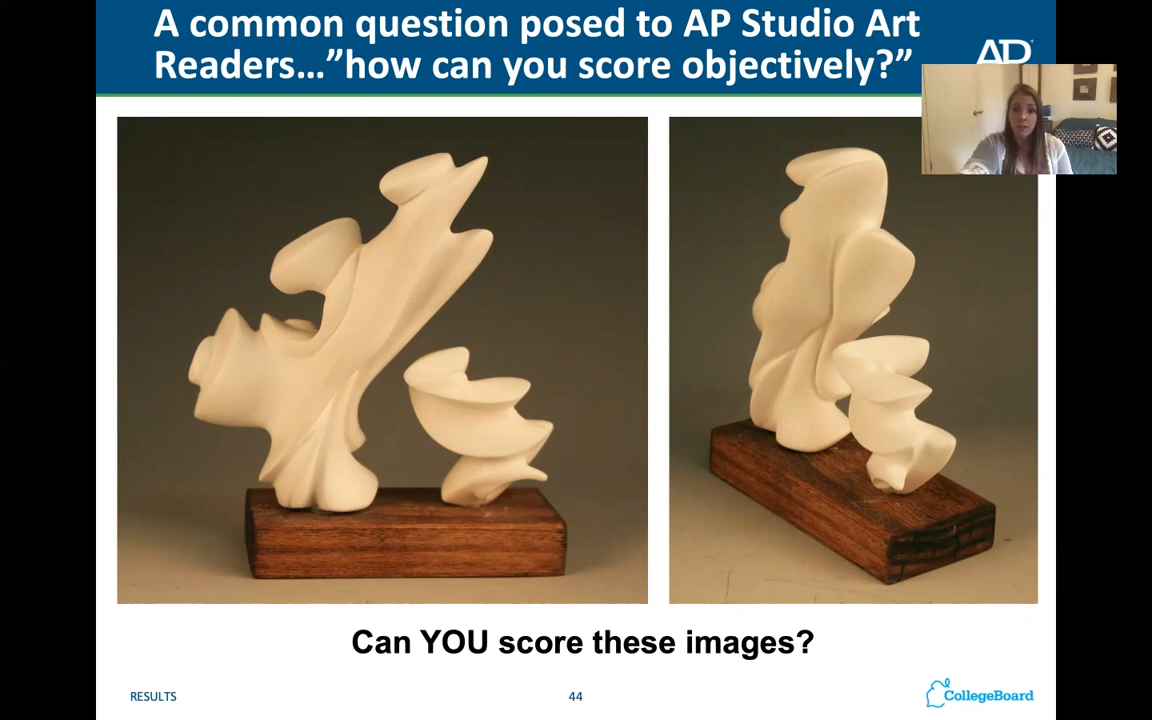 A common question posed to AP Studio Art
Readers...”how can you score objectively?”
AP
Can YOU score these images?
RESULTS
44
CollegeBoard